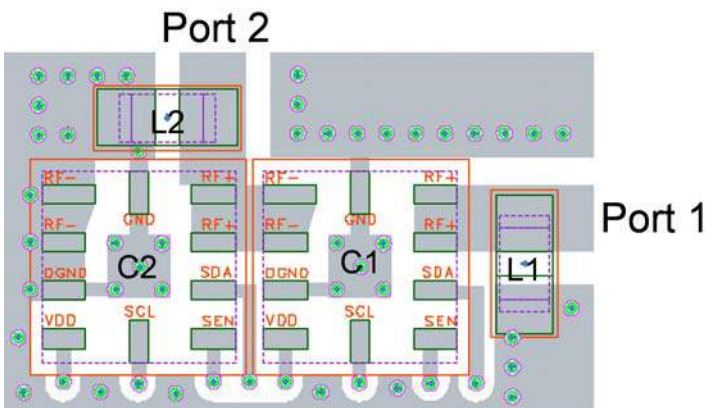 Port 2
L2
RF- RF+ RF- RF+
GND GND
RF- RF+ RF- RF+
Port 1
C2 C1 L1
DGND SDA DGND SDA
VDD SCL SEN VDD SCL SEN